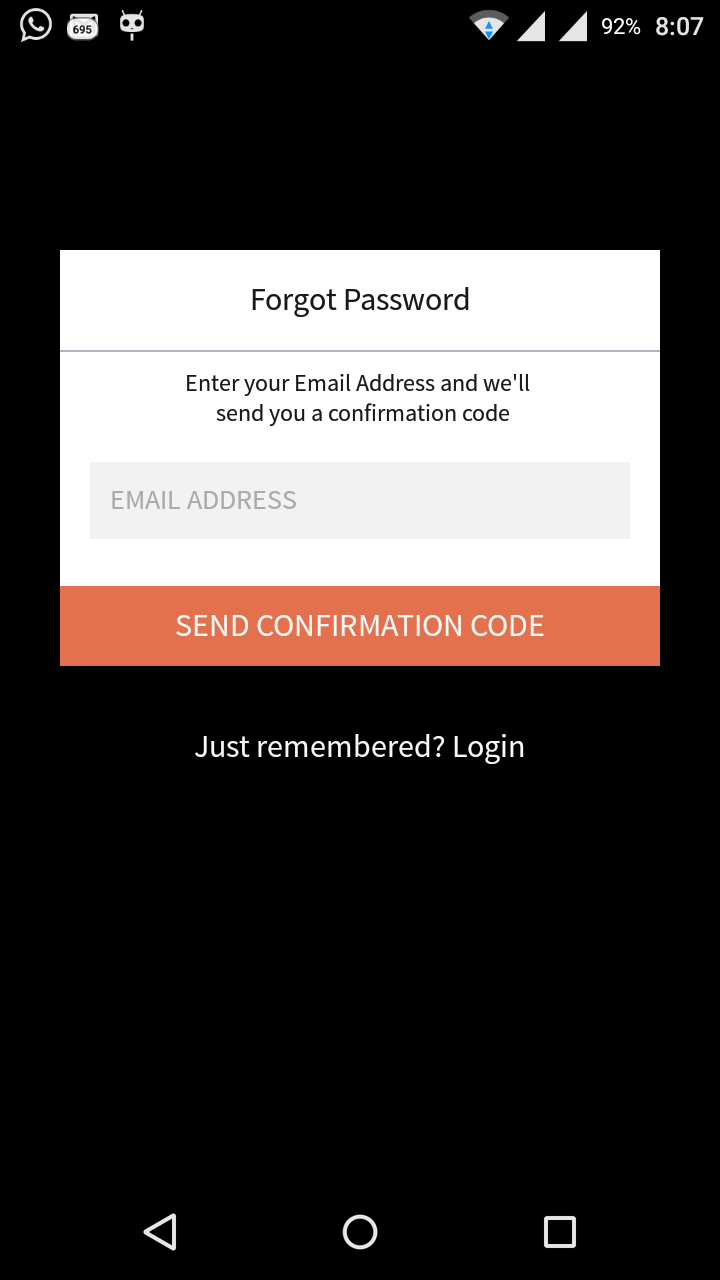 695
92% 8:07
Forgot Password
Enter your Email Address and we'll
send you a confirmation code
EMAIL ADDRESS
SEND CONFIRMATION CODE
Just remembered? Login